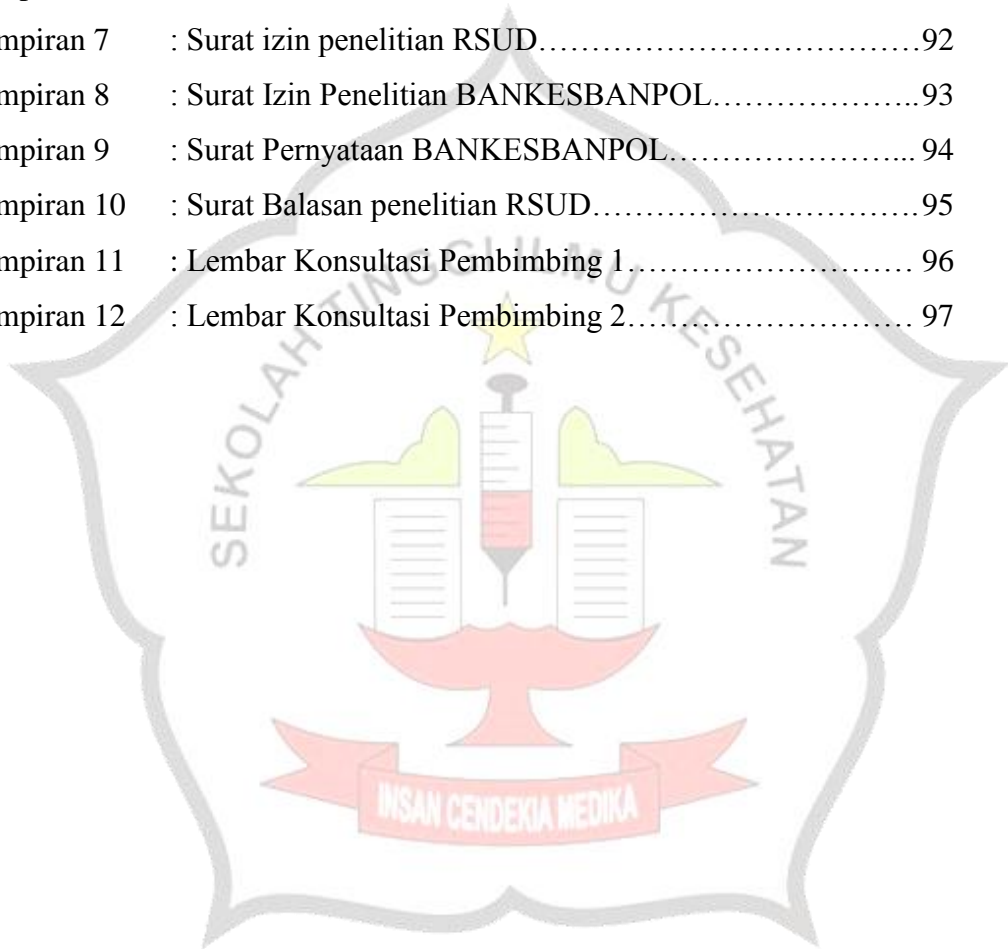 mpiran 7 : Surat izin penelitian RSUD……………………………… 92
mpiran 8 : Surat Izin Penelitian BANKESBANPOL……………….. 93
mpiran 9 : Surat Pernyataan BANKESBANPOL…………………... 94
mpiran 10 : Surat Balasan penelitian RSUD…………………………. 95
mpiran 11 : Lembar Konsultasi Pembimbing 1……………………… 96
mpiran 12 : Lembar Konsultasi Pembimbing 2……………………… 97
SEKOLAH TINGGI ILMU KESEHATAN
INSAN CENDEKIA MEDIKA